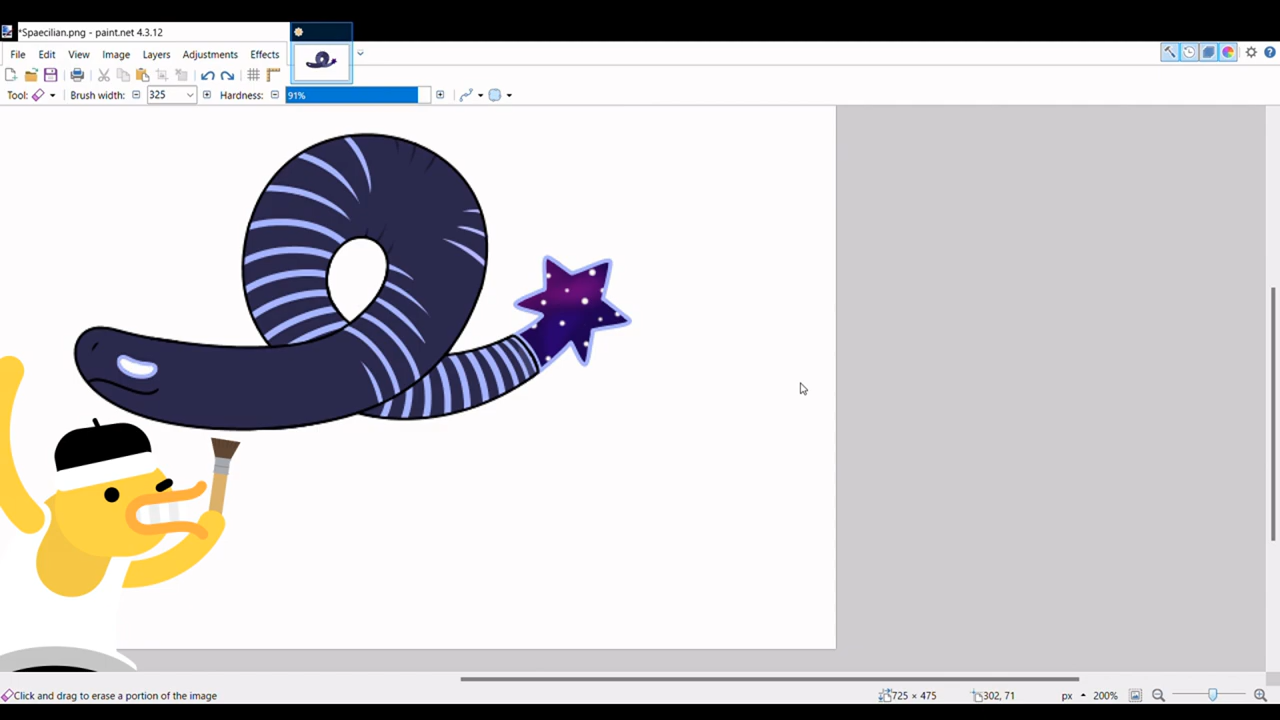 *Spaecilian.png - paint.net 4.3.12
File Edit View Image Layers Adjustments Effects
Tool: Brush width: 325 Hardness: 91%
Click and drag to erase a portion of the image 725 × 475 302, 71 px 200%